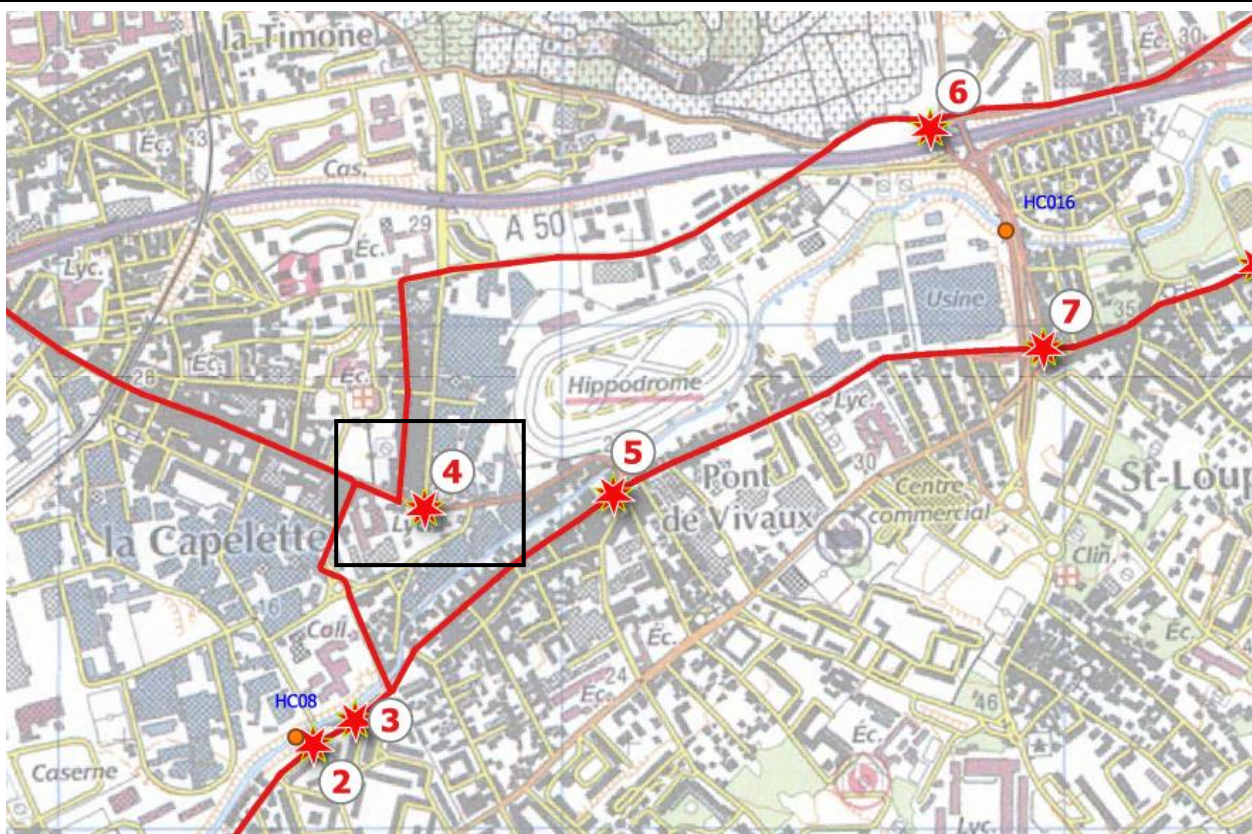 la Timone
Éc. 30
6
Éc.
43
Cas.
HC016
29
A 50
Éc.
Lyc.
Usine
35
7
28
Éc.
Éc.
Hippodrome
Lyc.
5
4
30
Pont
de Vivaux
Centre
commercial
St-Loup
la Capelette
Clin.
16
Coll.
Éc.
Éc.
24
Éc.
46
HC08
3
Éc.
2
Caserne
Lyc.